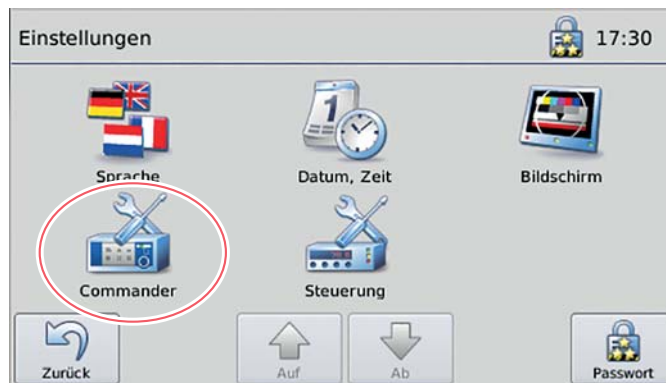 Einstellungen
17:30
Sprache
Datum, Zeit
Bildschirm
Commander
Steuerung
Zurück
Auf
Ab
Passwort